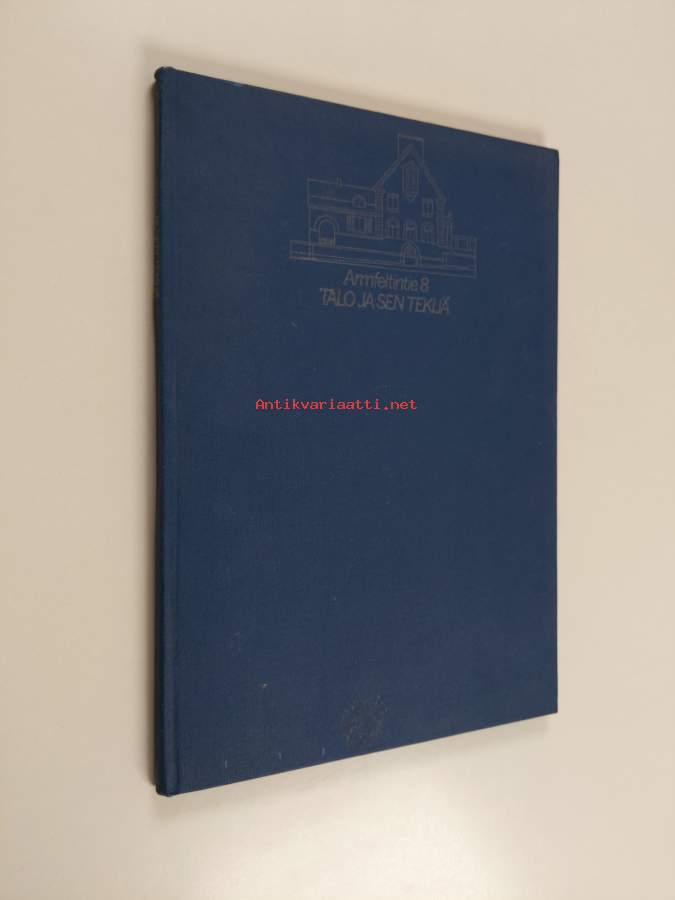 Armfeltintie 8
TALO JA SEN TEKIJÄ
Antikvariaatti.net